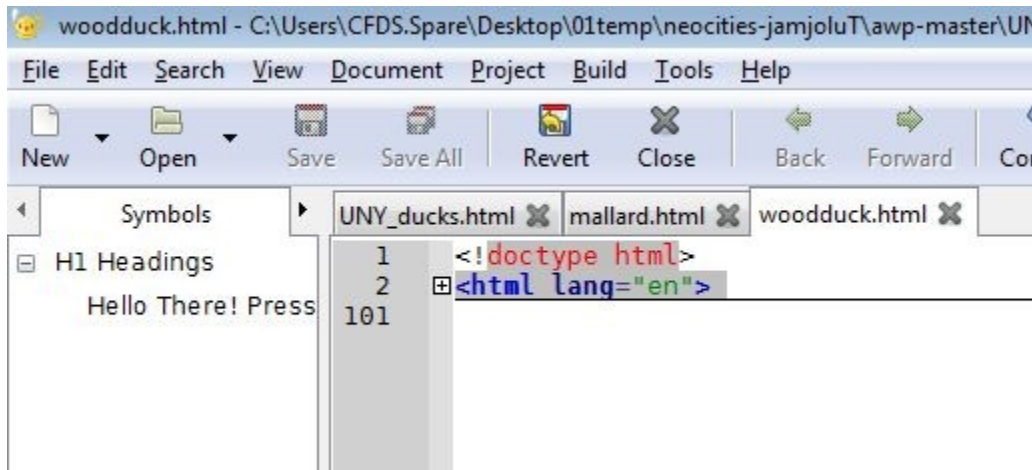 woodduck.html - C:\Users\CFDS.Spare\Desktop\01temp\neocities-jamjoluT\awp-master\UN
File Edit Search View Document Project Build Tools Help
New Open Save Save All Revert Close Back Forward Co
Symbols UNY_ducks.html mallard.html woodduck.html
H1 Headings
Hello There! Press
1 <!doctype html>
2 <html lang="en">
101